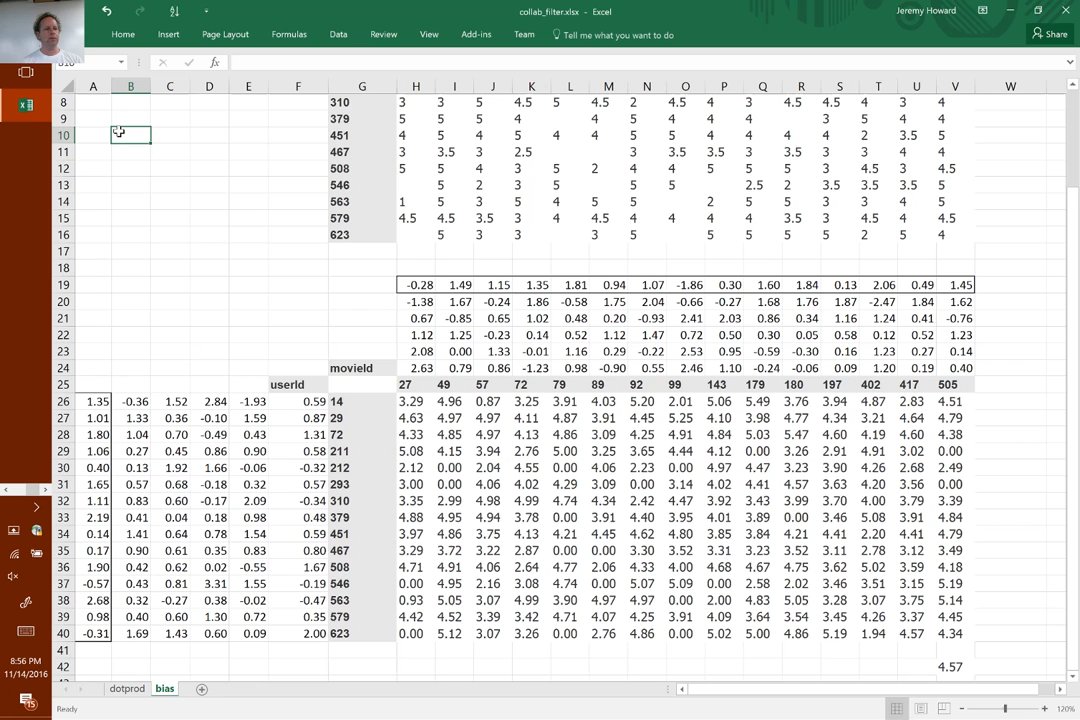 collab_filter.xlsx - Excel
Jeremy Howard
Home Insert Page Layout Formulas Data Review View Add-ins Team Tell me what you want to do Share
fx
A B C D E F G H I J K L M N O P Q R S T U V W
8 310 3 3 5 4.5 5 4.5 2 4.5 4 3 4.5 4.5 4 3 4
9 379 5 5 5 4 4 5 4 4 4 3 5 4 4
10 451 4 5 4 5 4 4 5 5 4 4 4 4 2 3.5 5
11 467 3 3.5 3 2.5 3 3.5 3.5 3 3.5 3 3 4 4
12 508 5 5 4 3 5 2 4 4 5 5 5 3 4.5 3 4.5
13 546 5 2 3 5 5 5 2.5 2 3.5 3.5 3.5 5
14 563 1 5 3 5 4 5 5 2 5 5 3 3 4 5
15 579 4.5 4.5 3.5 3 4 4.5 4 4 4 4 3.5 3 4.5 4 4.5
16 623 5 3 3 3 5 5 5 5 5 2 5 4
17
18
19 -0.28 1.49 1.15 1.35 1.81 0.94 1.07 -1.86 0.30 1.60 1.84 0.13 2.06 0.49 1.45
20 -1.38 1.67 -0.24 1.86 -0.58 1.75 2.04 -0.66 -0.27 1.68 1.76 1.87 -2.47 1.84 1.62
21 0.67 -0.85 0.65 1.02 0.48 0.20 -0.93 2.41 2.03 0.86 0.34 1.16 1.24 0.41 -0.76
22 1.12 1.25 -0.23 0.14 0.52 1.12 1.47 0.72 0.50 0.30 0.05 0.58 0.12 0.52 1.23
23 2.08 0.00 1.33 -0.01 1.16 0.29 -0.22 2.53 0.95 -0.59 -0.30 0.16 1.23 0.27 0.14
24 movieId 2.63 0.79 0.86 -1.23 0.98 -0.90 0.55 2.46 1.10 -0.24 -0.06 0.09 1.20 0.19 0.40
25 userId 27 49 57 72 79 89 92 99 143 179 180 197 402 417 505
26 1.35 -0.36 1.52 2.84 -1.93 0.59 14 3.29 4.96 0.87 3.25 3.91 4.03 5.20 2.01 5.06 5.49 3.76 3.94 4.87 2.83 4.51
27 1.01 1.33 0.36 -0.10 1.59 0.87 29 4.63 4.97 4.97 4.11 4.87 3.91 4.45 5.25 4.10 3.98 4.77 4.34 3.21 4.64 4.79
28 1.80 1.04 0.70 -0.49 0.43 1.31 72 4.33 4.85 4.97 4.13 4.86 3.09 4.25 4.91 4.84 5.03 5.47 4.60 4.19 4.60 4.38
29 1.06 0.27 0.45 0.86 0.90 0.58 211 5.08 4.15 3.94 2.76 5.00 3.25 3.65 4.44 4.12 0.00 3.26 2.91 4.91 3.02 0.00
30 0.40 0.13 1.92 1.66 -0.06 -0.32 212 2.12 0.00 2.04 4.55 0.00 4.06 2.23 0.00 4.97 4.47 3.23 3.90 4.26 2.68 2.49
31 1.65 0.57 0.68 -0.18 0.32 0.57 293 3.00 0.00 4.06 4.02 4.29 3.09 0.00 3.14 4.02 4.41 4.57 3.63 4.20 3.56 0.00
32 1.11 0.83 0.60 -0.17 2.09 -0.34 310 3.35 2.99 4.98 4.99 4.74 4.34 2.42 4.47 3.92 3.43 3.99 3.70 4.00 3.79 3.39
33 2.19 0.41 0.04 0.18 0.98 0.48 379 4.88 4.95 4.94 3.78 0.00 3.91 4.40 3.95 4.01 3.89 0.00 3.46 5.08 3.91 4.84
34 0.14 1.41 0.64 0.78 1.54 0.59 451 3.97 4.86 3.75 4.13 4.21 4.45 4.62 4.80 3.85 3.84 4.21 4.41 2.20 4.41 4.79
35 0.17 0.90 0.61 0.35 0.83 0.80 467 3.29 3.72 3.22 2.87 0.00 0.00 3.30 3.52 3.31 3.23 3.52 3.11 2.78 3.12 3.49
36 1.90 0.42 0.62 0.02 -0.55 1.67 508 4.71 4.91 4.06 2.64 4.77 2.06 4.33 4.00 4.68 4.67 4.75 3.62 5.02 3.59 4.18
37 -0.57 0.43 0.81 3.31 1.55 -0.19 546 0.00 4.95 2.16 3.08 4.74 0.00 5.07 5.09 0.00 2.58 2.02 3.46 3.51 3.15 5.19
38 2.68 0.32 -0.27 0.38 -0.02 -0.47 563 0.93 5.05 3.07 4.99 3.90 4.97 4.97 0.00 2.00 4.83 5.05 3.28 3.07 3.75 5.14
39 0.98 0.40 0.60 1.30 0.72 0.35 579 4.42 4.52 3.39 3.42 4.71 4.07 4.25 3.91 4.09 3.64 3.54 3.45 4.26 3.37 4.45
40 -0.31 1.69 1.43 0.60 0.09 2.00 623 0.00 5.12 3.07 3.26 0.00 2.76 4.86 0.00 5.02 5.00 4.86 5.19 1.94 4.57 4.34
41
42 4.57
dotprod bias
8:56 PM
11/14/2016
15
Ready
120%